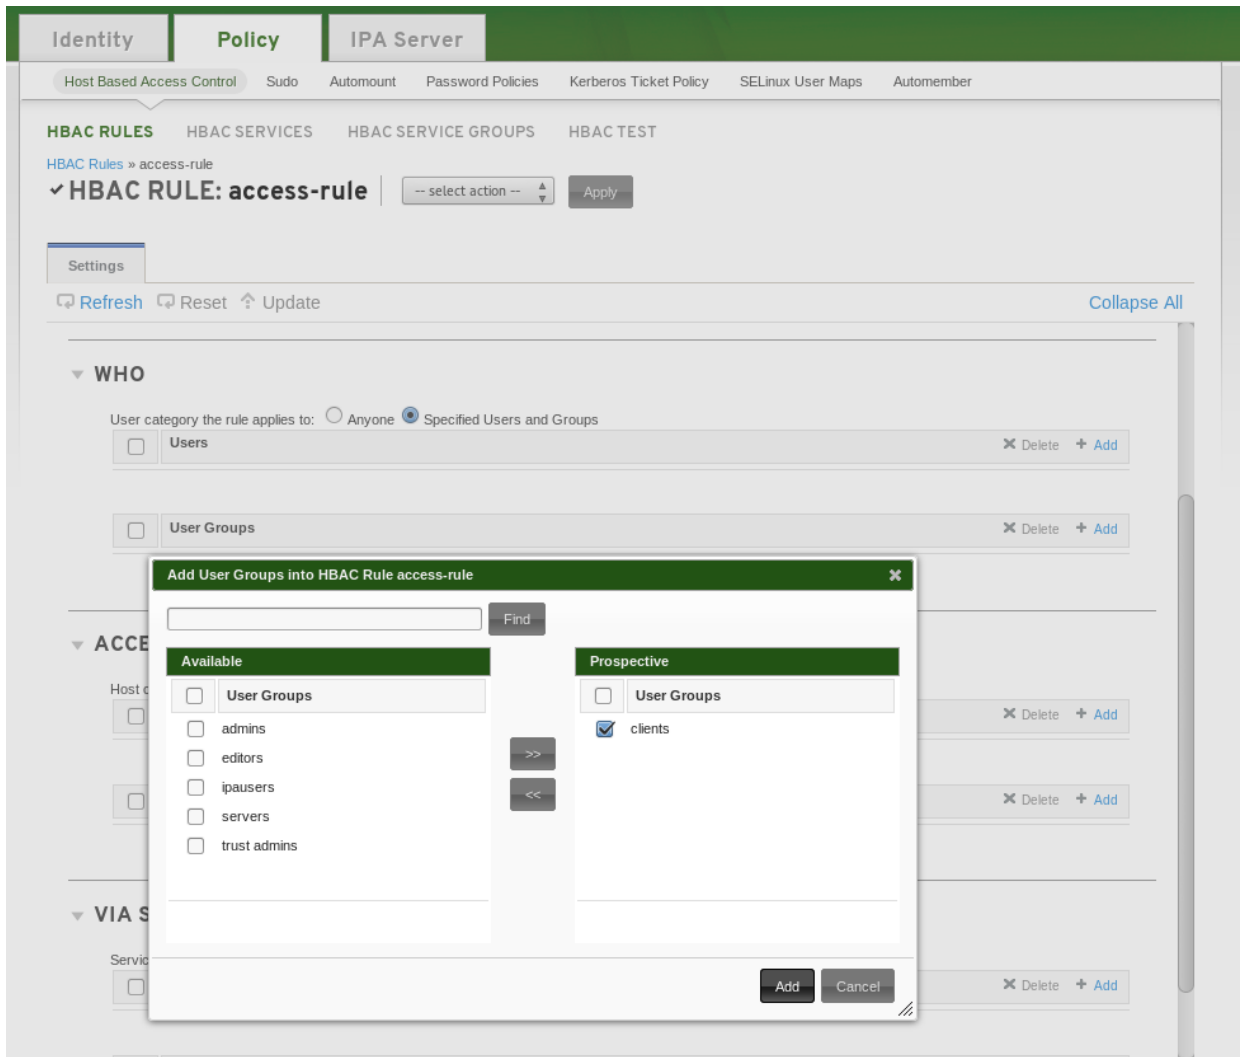 Identity Policy IPA Server
Host Based Access Control Sudo Automount Password Policies Kerberos Ticket Policy SELinux User Maps Automember
HBAC RULES HBAC SERVICES HBAC SERVICE GROUPS HBAC TEST
HBAC Rules » access-rule
HBAC RULE: access-rule -- select action -- Apply
Settings
Refresh Reset Update Collapse All
WHO
User category the rule applies to: Anyone Specified Users and Groups
Users Delete + Add
User Groups Delete + Add
Add User Groups into HBAC Rule access-rule
Find
Available Prospective
ACCE
User Groups User Groups
Host c
Delete + Add
admins clients
editors >>
ipausers <<
Delete + Add
servers
trust admins
VIA S
Servic
Delete + Add
Add Cancel